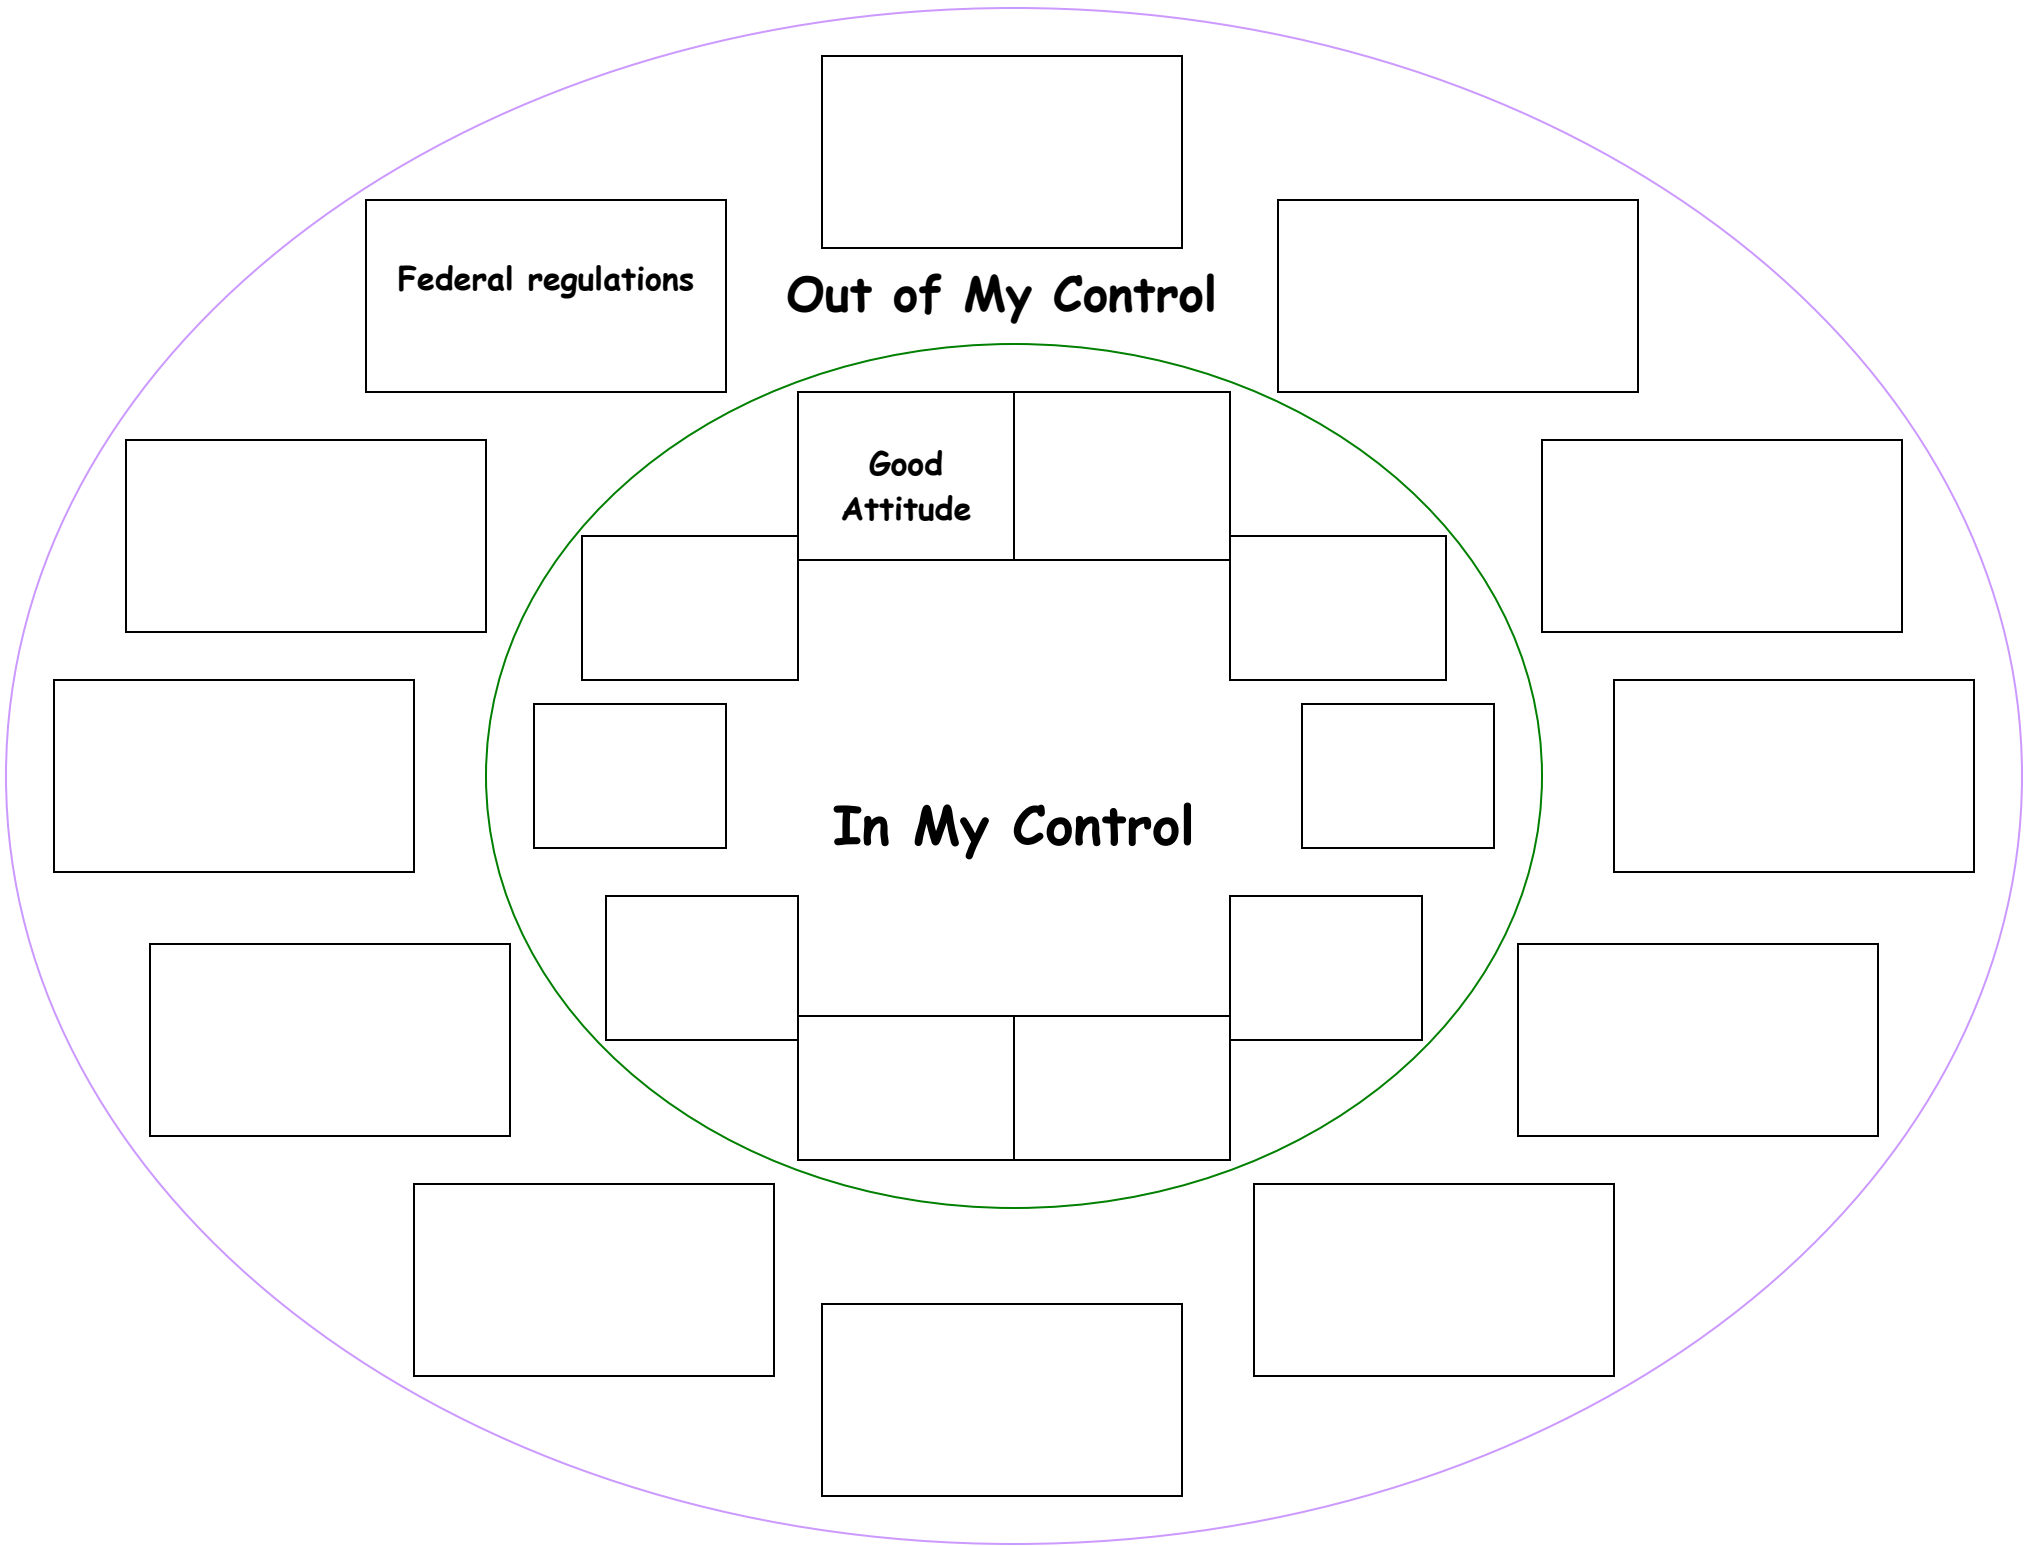 Federal regulations
Out of My Control
Good
Attitude
In My Control